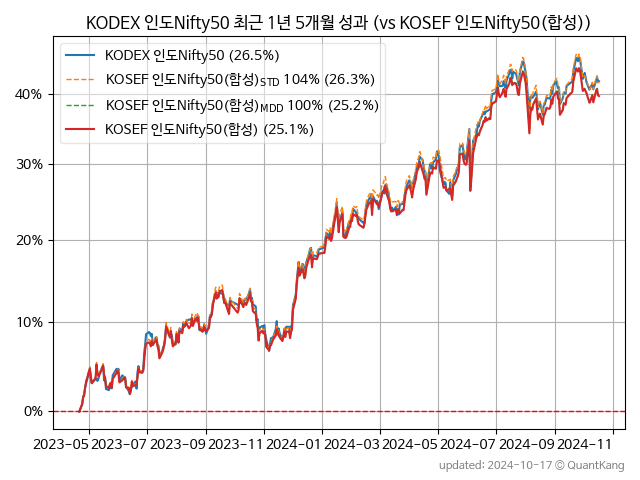 KODEX 인도Nifty50 최근 1년 5개월 성과 (vs KOSEF 인도Nifty50(합성))
KODEX 인도Nifty50 (26.5%)
KOSEF 인도Nifty50(합성)STD 104% (26.3%)
KOSEF 인도Nifty50(합성)MDD 100% (25.2%)
KOSEF 인도Nifty50(합성) (25.1%)
40%
30%
20%
10%
0%
2023-05 2023-07 2023-09 2023-11 2024-01 2024-03 2024-05 2024-07 2024-09 2024-11
updated: 2024-10-17 © QuantKang